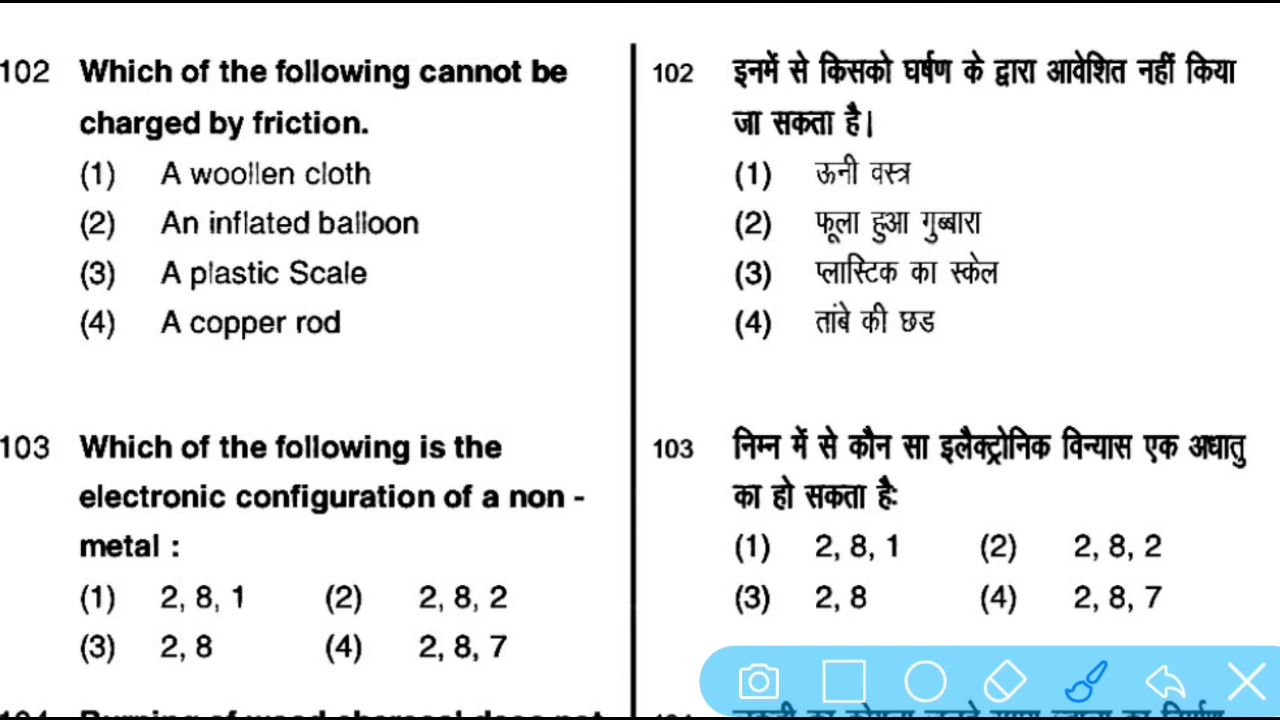 102 Which of the following cannot be
charged by friction.
(1) A woollen cloth
(2) An inflated balloon
(3) A plastic Scale
(4) A copper rod
103 Which of the following is the
electronic configuration of a non -
metal :
(1) 2, 8, 1 (2) 2, 8, 2
(3) 2, 8 (4) 2, 8, 7
102 इनमें से किसको घर्षण के द्वारा आवेशित नहीं किया
जा सकता है।
(1) ऊनी वस्त्र
(2) फूला हुआ गुब्बारा
(3) प्लास्टिक का स्केल
(4) तांबे की छड
103 निम्न में से कौन सा इलैक्ट्रोनिक विन्यास एक अधातु
का हो सकता हैः
(1) 2, 8, 1 (2) 2, 8, 2
(3) 2, 8 (4) 2, 8, 7